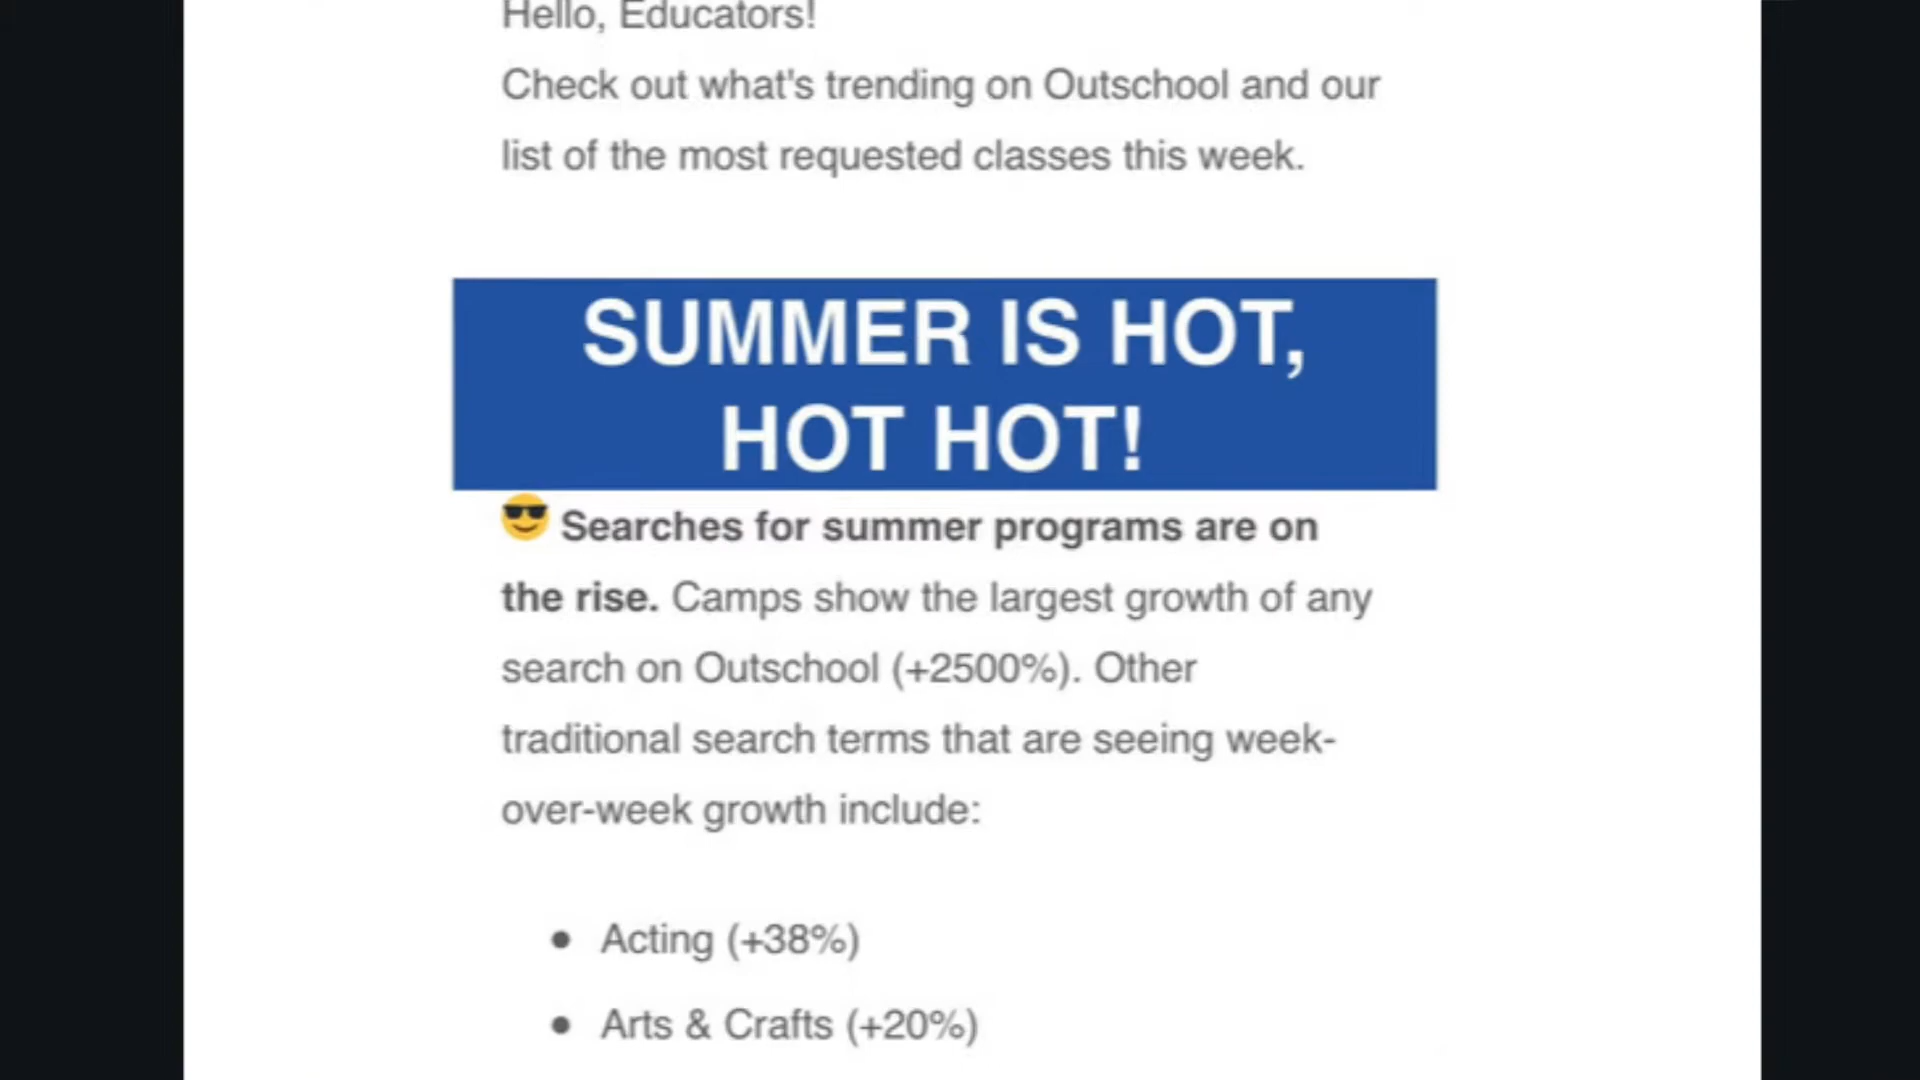 Hello, Educators!
Check out what's trending on Outschool and our
list of the most requested classes this week.
SUMMER IS HOT,
HOT HOT!
😎 Searches for summer programs are on
the rise. Camps show the largest growth of any
search on Outschool (+2500%). Other
traditional search terms that are seeing week-
over-week growth include:
• Acting (+38%)
• Arts & Crafts (+20%)